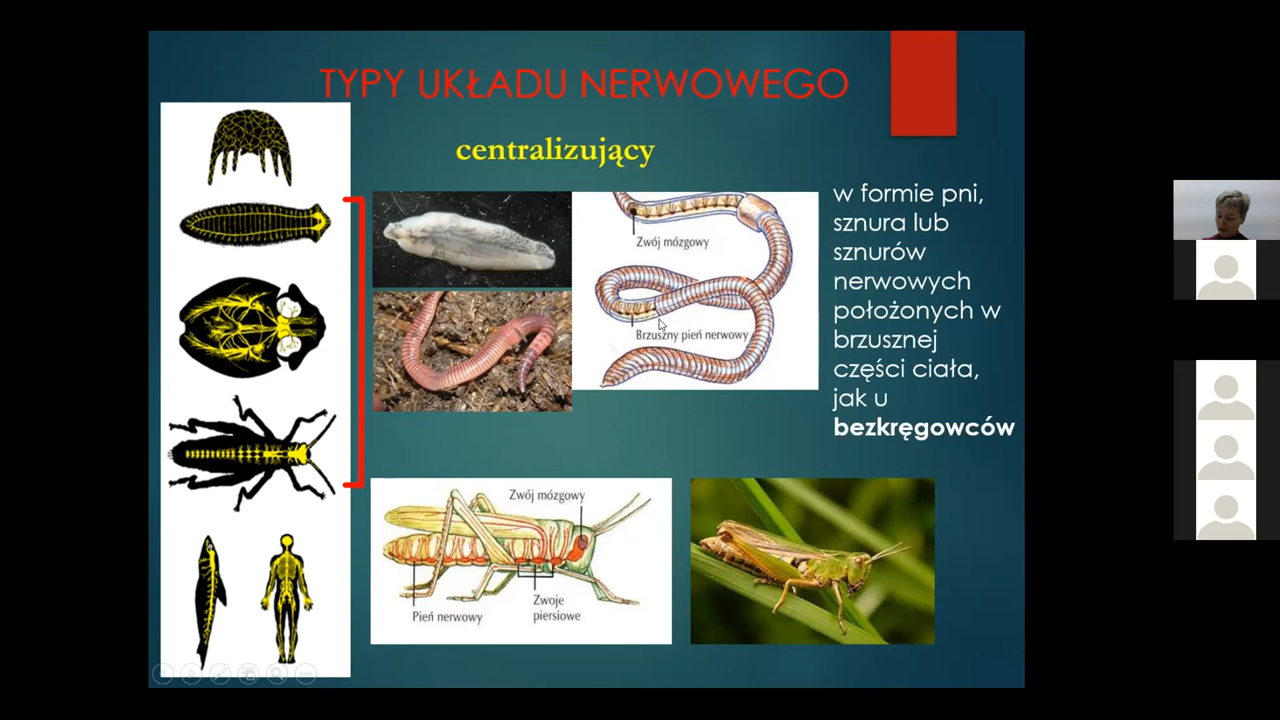 TYPY UKŁADU NERWOWEGO
centralizujący
w formie pni,
sznura lub
sznurów
nerwowych
położonych w
brzusznej
części ciała,
jak u
bezkręgowców
Zwój mózgowy
Brzuszny pień nerwowy
Zwój mózgowy
Pień nerwowy
Zwoje
piersiowe